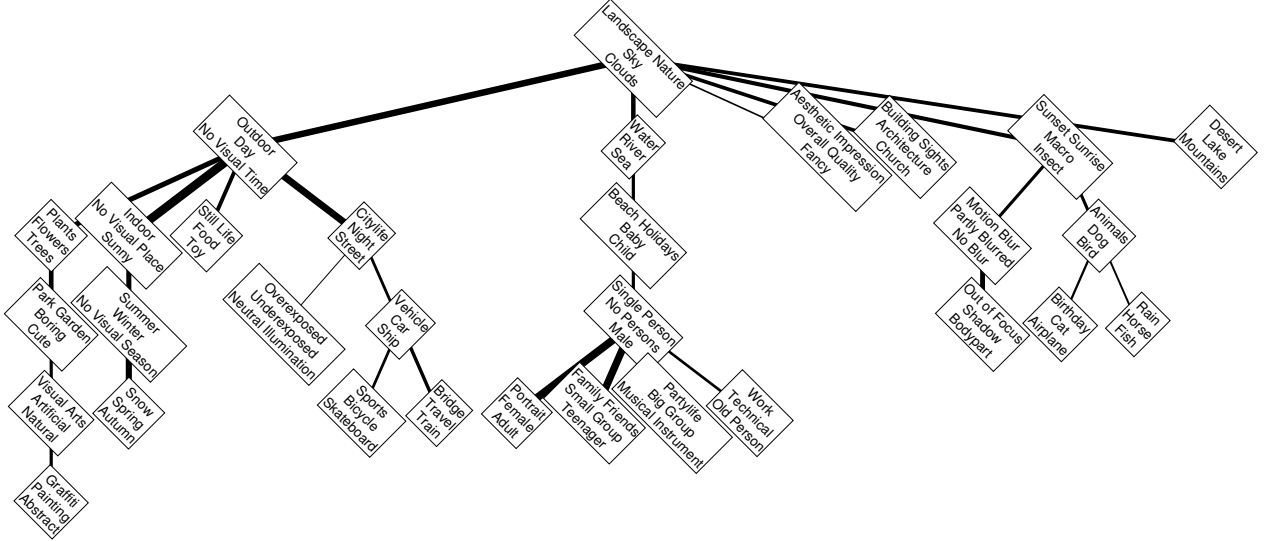 Landscape Nature
Sky
Clouds
Outdoor
Day
No Visual Time
Water
River
Sea
Aesthetic Impression
Overall Quality
Fancy
Building Sights
Architecture
Church
Sunset Sunrise
Macro
Insect
Desert
Lake
Mountains
Plants
Flowers
Trees
Indoor
No Visual Place
Sunny
Still Life
Food
Toy
Citylife
Night
Street
Beach Holidays
Baby
Child
Motion Blur
Partly Blurred
No Blur
Animals
Dog
Bird
Park Garden
Boring
Cute
Summer
Winter
No Visual Season
Overexposed
Underexposed
Neutral Illumination
Vehicle
Car
Ship
Single Person
No Persons
Male
Out of Focus
Shadow
Bodypart
Birthday
Cat
Airplane
Rain
Horse
Fish
Visual Arts
Artificial
Natural
Snow
Spring
Autumn
Sports
Bicycle
Skateboard
Bridge
Travel
Train
Portrait
Female
Adult
Family Friends
Small Group
Teenager
Partylife
Big Group
Musical Instrument
Work
Technical
Old Person
Graffiti
Painting
Abstract